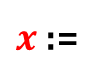 x :=